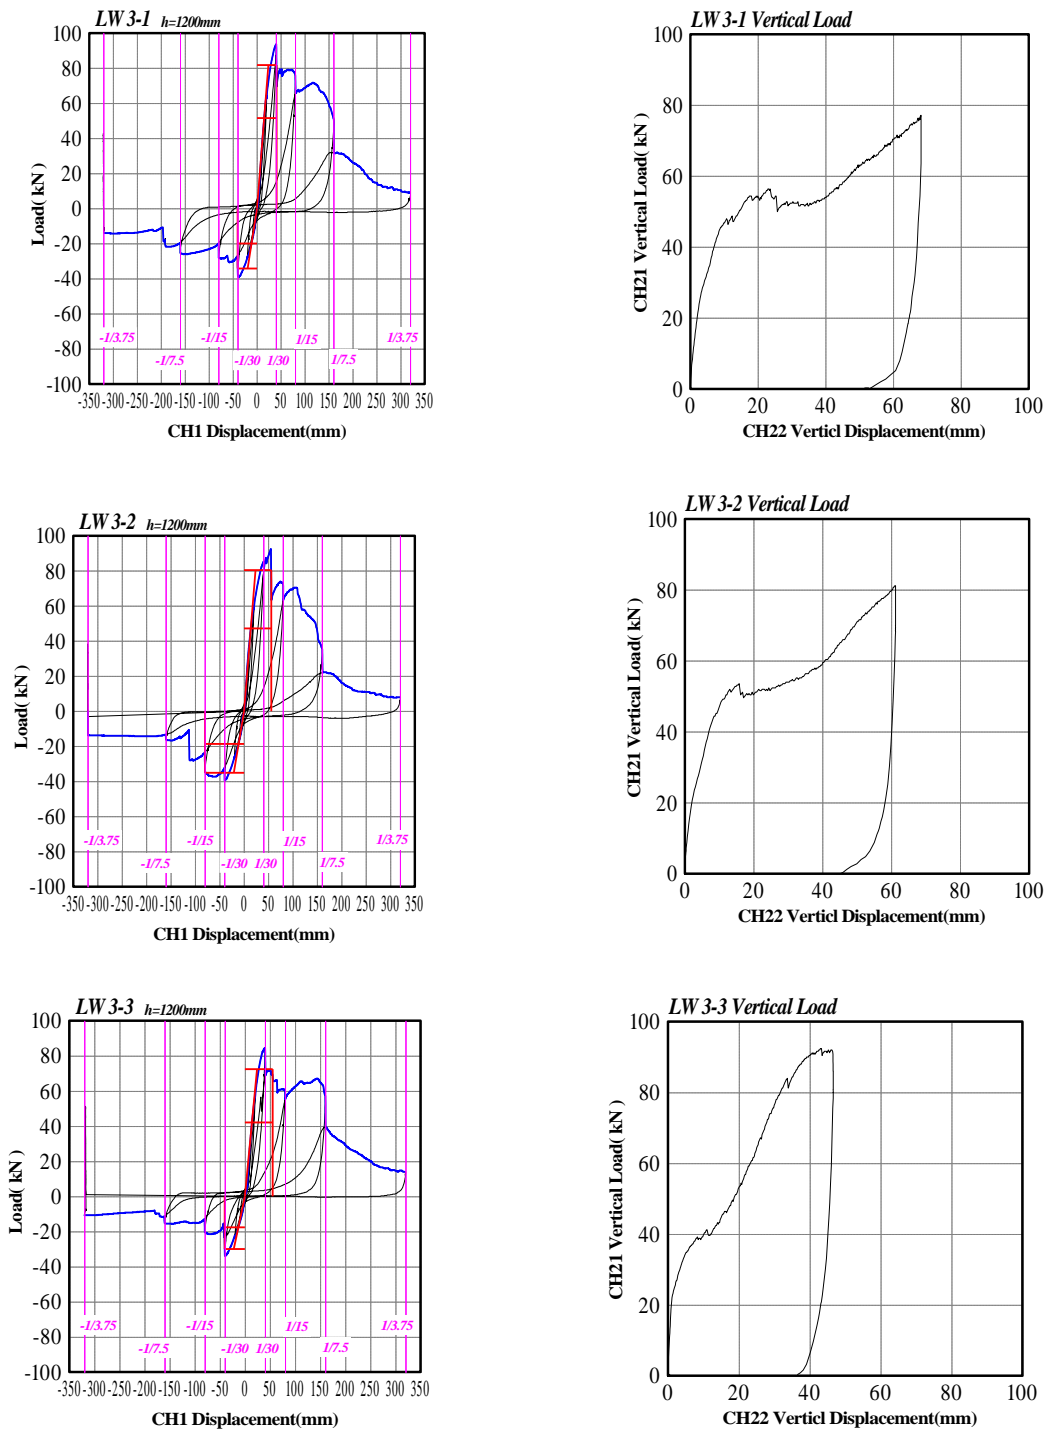 LW 3-1 h=1200mm
100
80
60
40
20
0
-20
-40
-60
-80
-100
Load( kN )
-1/3.75 -1/15 1/15 1/3.75
-1/7.5 -1/30 1/30 1/7.5
-350 -300 -250 -200 -150 -100 -50 0 50 100 150 200 250 300 350
CH1 Displacement(mm)
LW 3-1 Vertical Load
100
80
60
40
20
0
CH21 Vertical Load( kN )
0 20 40 60 80 100
CH22 Verticl Displacement(mm)
LW 3-2 h=1200mm
100
80
60
40
20
0
-20
-40
-60
-80
-100
Load( kN )
-1/3.75 -1/15 1/15 1/3.75
-1/7.5 -1/30 1/30 1/7.5
-350 -300 -250 -200 -150 -100 -50 0 50 100 150 200 250 300 350
CH1 Displacement(mm)
LW 3-2 Vertical Load
100
80
60
40
20
0
CH21 Vertical Load( kN )
0 20 40 60 80 100
CH22 Verticl Displacement(mm)
LW 3-3 h=1200mm
100
80
60
40
20
0
-20
-40
-60
-80
-100
Load( kN )
-1/3.75 -1/15 1/15 1/3.75
-1/7.5 -1/30 1/30 1/7.5
-350 -300 -250 -200 -150 -100 -50 0 50 100 150 200 250 300 350
CH1 Displacement(mm)
LW 3-3 Vertical Load
100
80
60
40
20
0
CH21 Vertical Load( kN )
0 20 40 60 80 100
CH22 Verticl Displacement(mm)